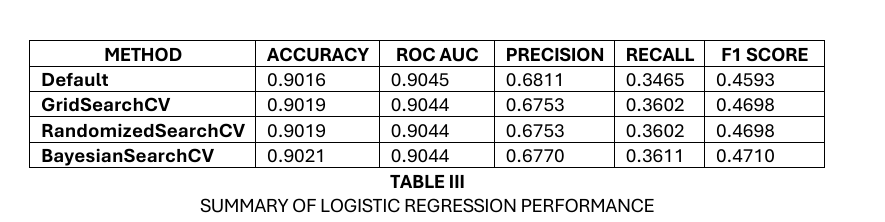 METHOD ACCURACY ROC AUC PRECISION RECALL F1 SCORE
Default 0.9016 0.9045 0.6811 0.3465 0.4593
GridSearchCV 0.9019 0.9044 0.6753 0.3602 0.4698
RandomizedSearchCV 0.9019 0.9044 0.6753 0.3602 0.4698
BayesianSearchCV 0.9021 0.9044 0.6770 0.3611 0.4710
TABLE III
SUMMARY OF LOGISTIC REGRESSION PERFORMANCE